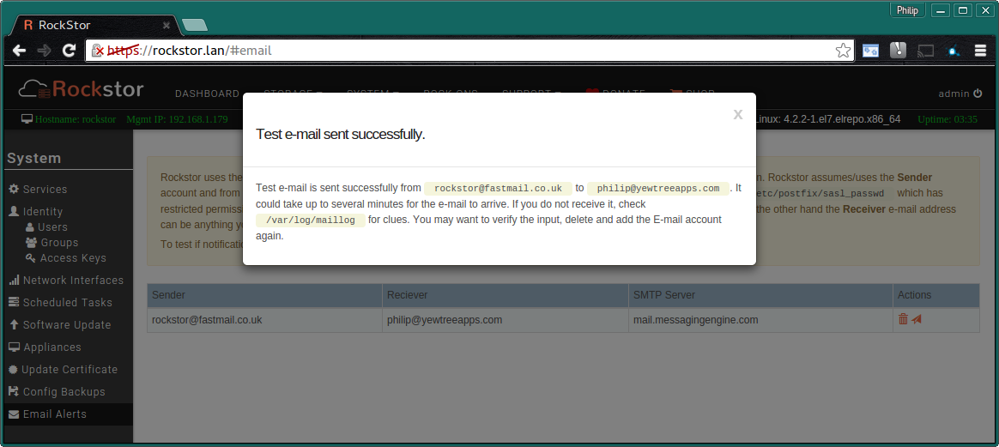 Philip
R RockStor
https://rockstor.lan/#email
Rockstor
DASHBOARD STORAGE SYSTEM ROCK-ONS SUPPORT DONATE SHOP admin
Hostname: rockstor Mgmt IP: 192.168.1.179 Linux: 4.2.2-1.el7.elrepo.x86_64 Uptime: 03:35
x
Test e-mail sent successfully.
Test e-mail is sent successfully from rockstor@fastmail.co.uk to philip@yewtreeapps.com . It
could take up to several minutes for the e-mail to arrive. If you do not receive it, check
/var/log/maillog for clues. You may want to verify the input, delete and add the E-mail account
again.
System
Services
Identity
Users
Groups
Access Keys
Network Interfaces
Scheduled Tasks
Software Update
Appliances
Update Certificate
Config Backups
Email Alerts
Rockstor uses the n. Rockstor assumes/uses the Sender
account and from etc/postfix/sasl_passwd which has
restricted permiss the other hand the Receiver e-mail address
can be anything y
To test if notificati
Sender Reciever SMTP Server Actions
rockstor@fastmail.co.uk philip@yewtreeapps.com mail.messagingengine.com